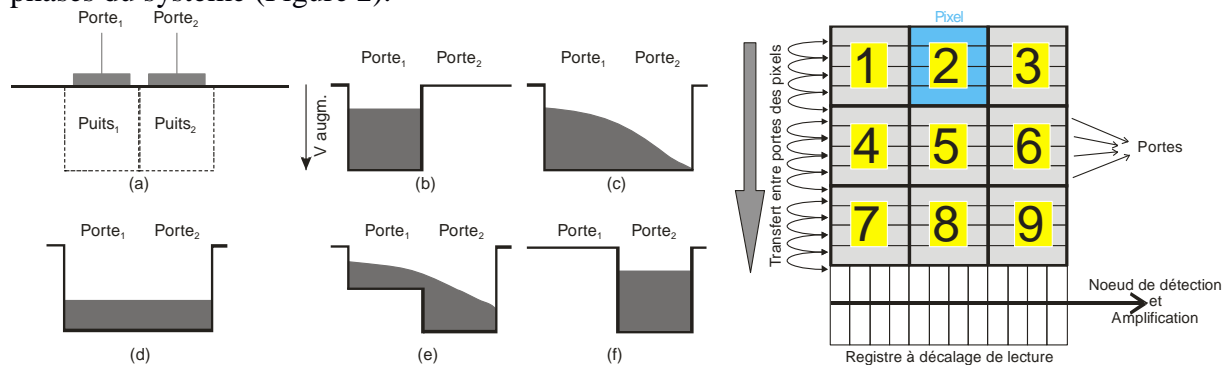 phases du système (Figure 2).
Porte₁ Porte₂
Puits₁ Puits₂
(a)
V augm.
Porte₁ Porte₂
(b)
Porte₁ Porte₂
(c)
Porte₁ Porte₂
(d)
Porte₁ Porte₂
(e)
Porte₁ Porte₂
(f)
Pixel
Transfert entre portes des pixels
1 2 3
4 5 6
7 8 9
Portes
Noeud de détection
et
Amplification
Registre à décalage de lecture